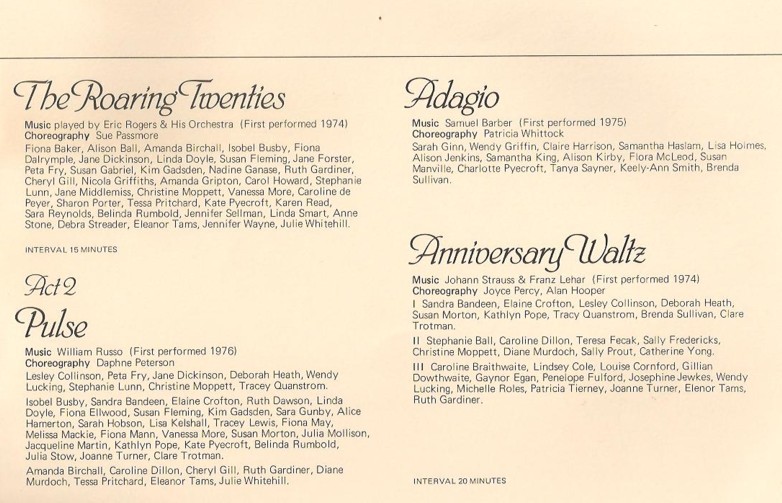 The Roaring Twenties
Music played by Eric Rogers & His Orchestra (First performed 1974)
Choreography Sue Passmore
Fiona Baker, Alison Ball, Amanda Birchall, Isobel Busby, Fiona
Dalrymple, Jane Dickinson, Linda Doyle, Susan Fleming, Jane Forster,
Peta Fry, Susan Gabriel, Kim Gadsden, Nadine Ganase, Ruth Gardiner,
Cheryl Gill, Nicola Griffiths, Amanda Gripton, Carol Howard, Stephanie
Lunn, Jane Middlemiss, Christine Moppett, Vanessa More, Caroline de
Peyer, Sharon Porter, Tessa Pritchard, Kate Pyecroft, Karen Read,
Sara Reynolds, Belinda Rumbold, Jennifer Sellman, Linda Smart, Anne
Stone, Debra Streader, Eleanor Tams, Jennifer Wayne, Julie Whitehill.
INTERVAL 15 MINUTES
Act 2
Pulse
Music William Russo (First performed 1976)
Choreography Daphne Peterson
Lesley Collinson, Peta Fry, Jane Dickinson, Deborah Heath, Wendy
Lucking, Stephanie Lunn, Christine Moppett, Tracey Quanstrom.
Isobel Busby, Sandra Bandeen, Elaine Crofton, Ruth Dawson, Linda
Doyle, Fiona Ellwood, Susan Fleming, Kim Gadsden, Sara Gunby, Alice
Hamerton, Sarah Hobson, Lisa Kelshall, Tracey Lewis, Fiona May,
Melissa Mackie, Fiona Mann, Vanessa More, Susan Morton, Julia Mollison,
Jacqueline Martin, Kathlyn Pope, Kate Pyecroft, Belinda Rumbold,
Julia Stow, Joanne Turner, Clare Trotman.
Amanda Birchall, Caroline Dillon, Cheryl Gill, Ruth Gardiner, Diane
Murdoch, Tessa Pritchard, Eleanor Tams, Julie Whitehill.
Adagio
Music Samuel Barber (First performed 1975)
Choreography Patricia Whittock
Sarah Ginn, Wendy Griffin, Claire Harrison, Samantha Haslam, Lisa Holmes,
Alison Jenkins, Samantha King, Alison Kirby, Flora McLeod, Susan
Manville, Charlotte Pyecroft, Tanya Sayner, Keely-Ann Smith, Brenda
Sullivan.
Anniversary Waltz
Music Johann Strauss & Franz Lehar (First performed 1974)
Choreography Joyce Percy, Alan Hooper
I Sandra Bandeen, Elaine Crofton, Lesley Collinson, Deborah Heath,
Susan Morton, Kathlyn Pope, Tracy Quanstrom, Brenda Sullivan, Clare
Trotman.
II Stephanie Ball, Caroline Dillon, Teresa Fecak, Sally Fredericks,
Christine Moppett, Diane Murdoch, Sally Prout, Catherine Yong.
III Caroline Braithwaite, Lindsey Cole, Louise Cornford, Gillian
Dowthwaite, Gaynor Egan, Penelope Fulford, Josephine Jewkes, Wendy
Lucking, Michelle Roles, Patricia Tierney, Joanne Turner, Elenor Tams,
Ruth Gardiner.
INTERVAL 20 MINUTES